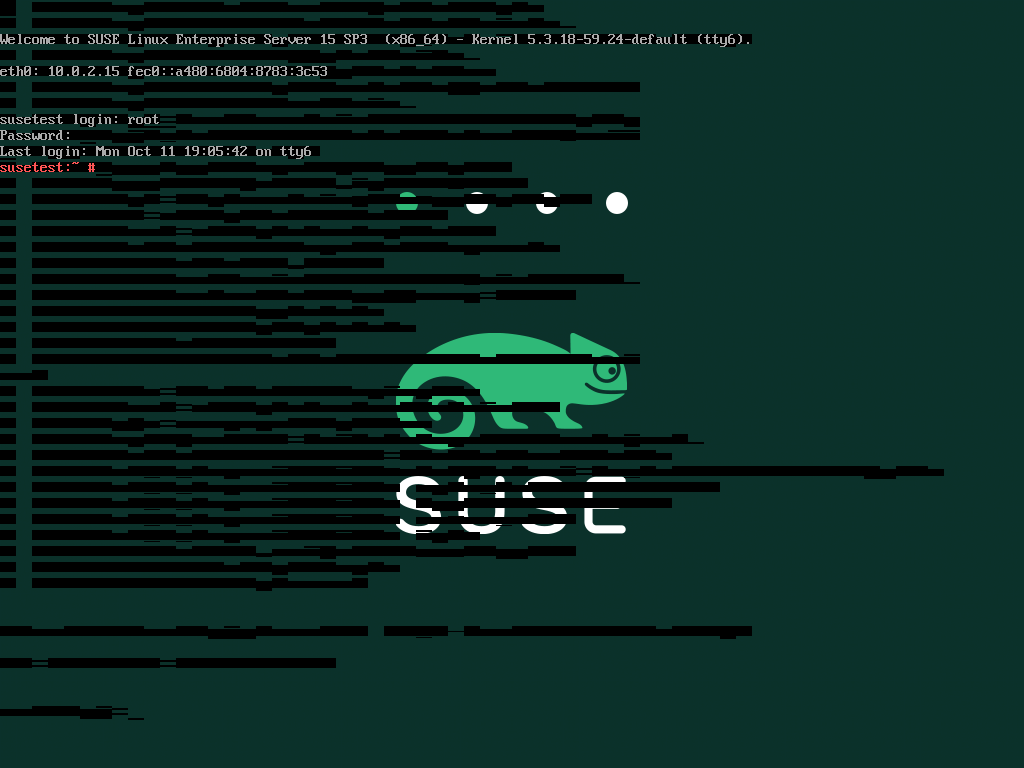 Welcome to SUSE Linux Enterprise Server 15 SP3  (x86_64) - Kernel 5.3.18-59.24-default (tty6).
eth0: 10.0.2.15 fec0::a480:6804:8783:3c53
susetest login: root
Password:
Last login: Mon Oct 11 19:05:42 on tty6
susetest:~ #
SUSE